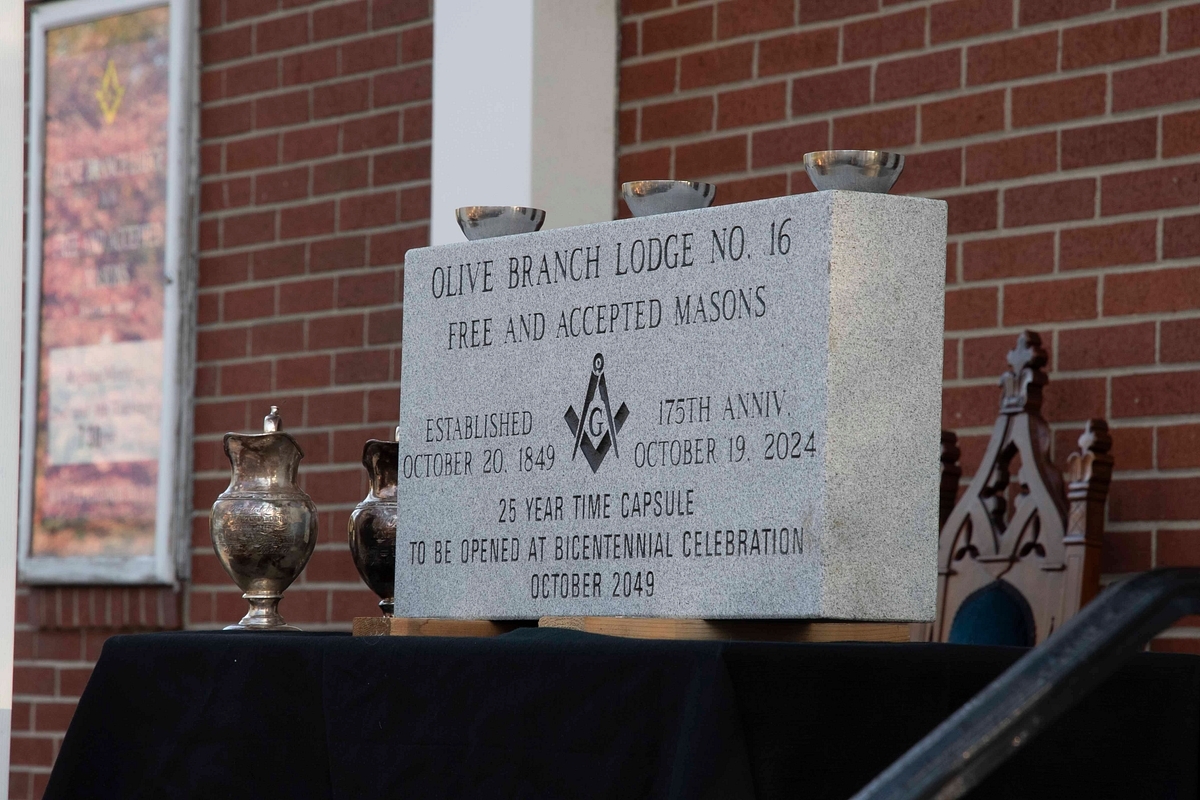 OLIVE BRANCH LODGE NO. 16
FREE AND ACCEPTED MASONS
ESTABLISHED
OCTOBER 20, 1849
G
175TH ANNIV.
OCTOBER 19, 2024
25 YEAR TIME CAPSULE
TO BE OPENED AT BICENTENNIAL CELEBRATION
OCTOBER 2049